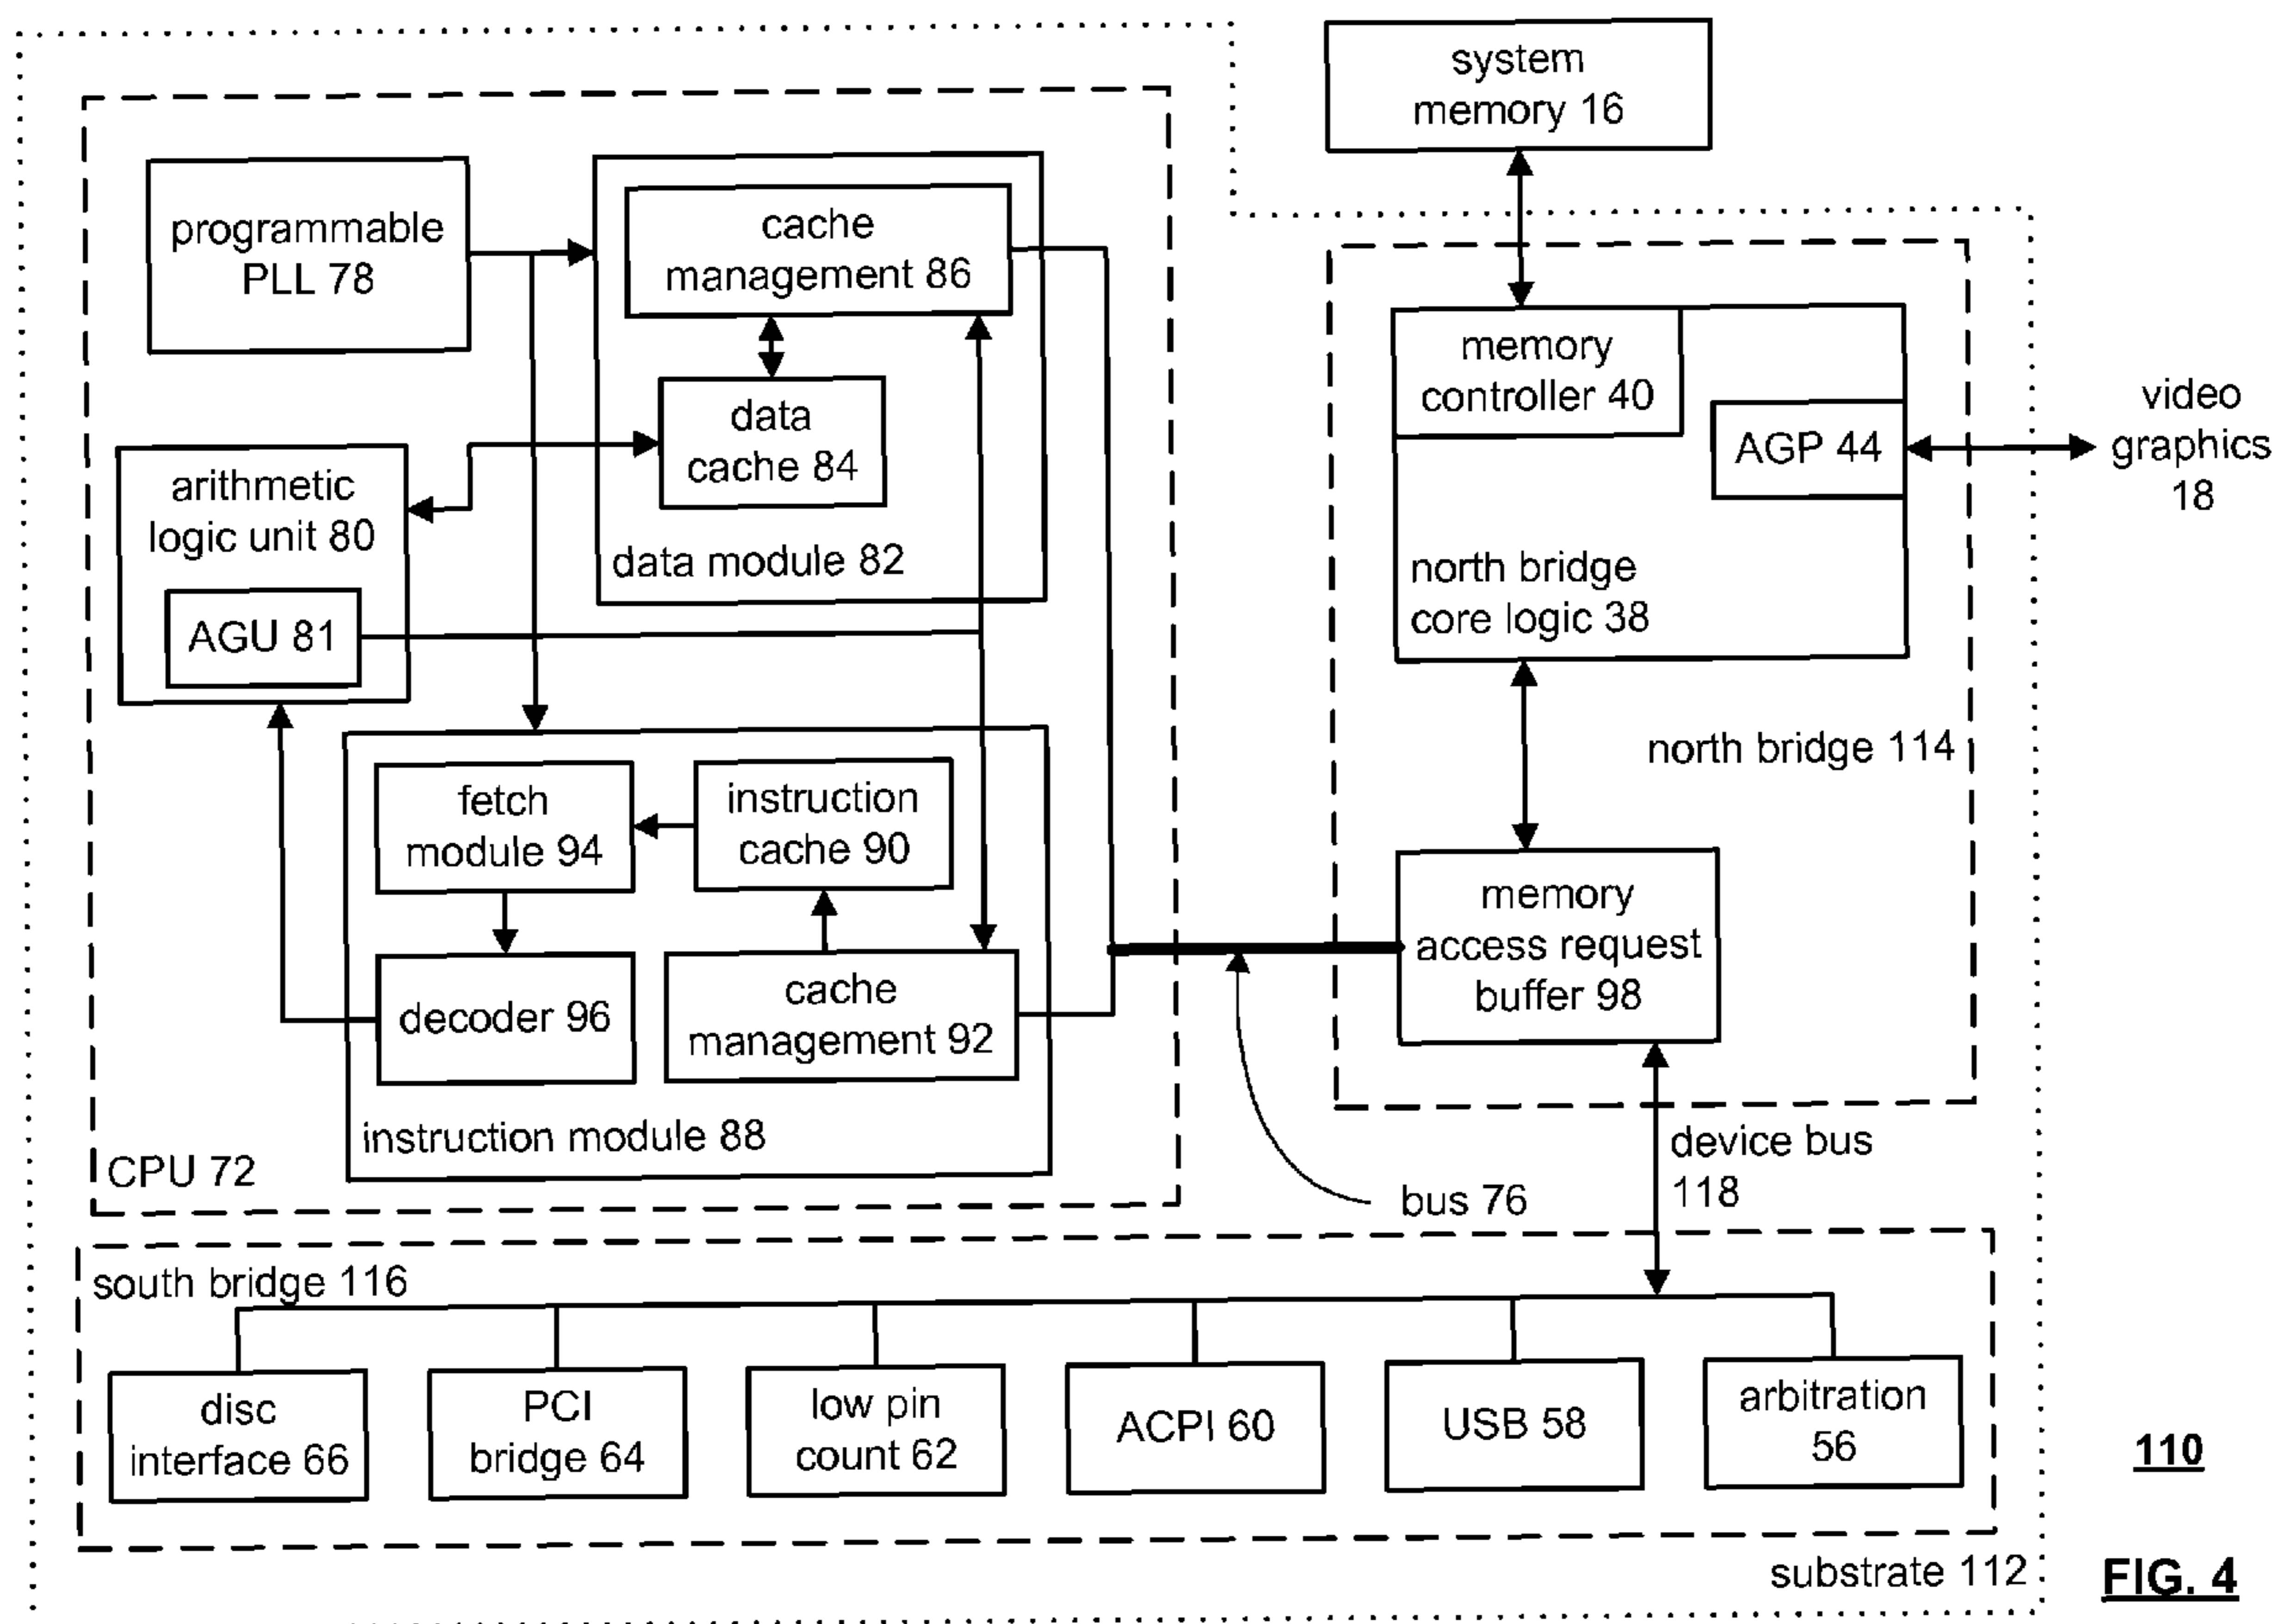 system
memory 16
programmable
PLL 78
cache
management 86
data
cache 84
data module 82
arithmetic
logic unit 80
AGU 81
memory
controller 40
AGP 44
north bridge
core logic 38
video
graphics
18
north bridge 114
fetch
module 94
instruction
cache 90
decoder 96
cache
management 92
instruction module 88
CPU 72
memory
access request
buffer 98
device bus
118
bus 76
south bridge 116
disc
interface 66
PCI
bridge 64
low pin
count 62
ACPI 60
USB 58
arbitration
56
substrate 112
110
FIG. 4